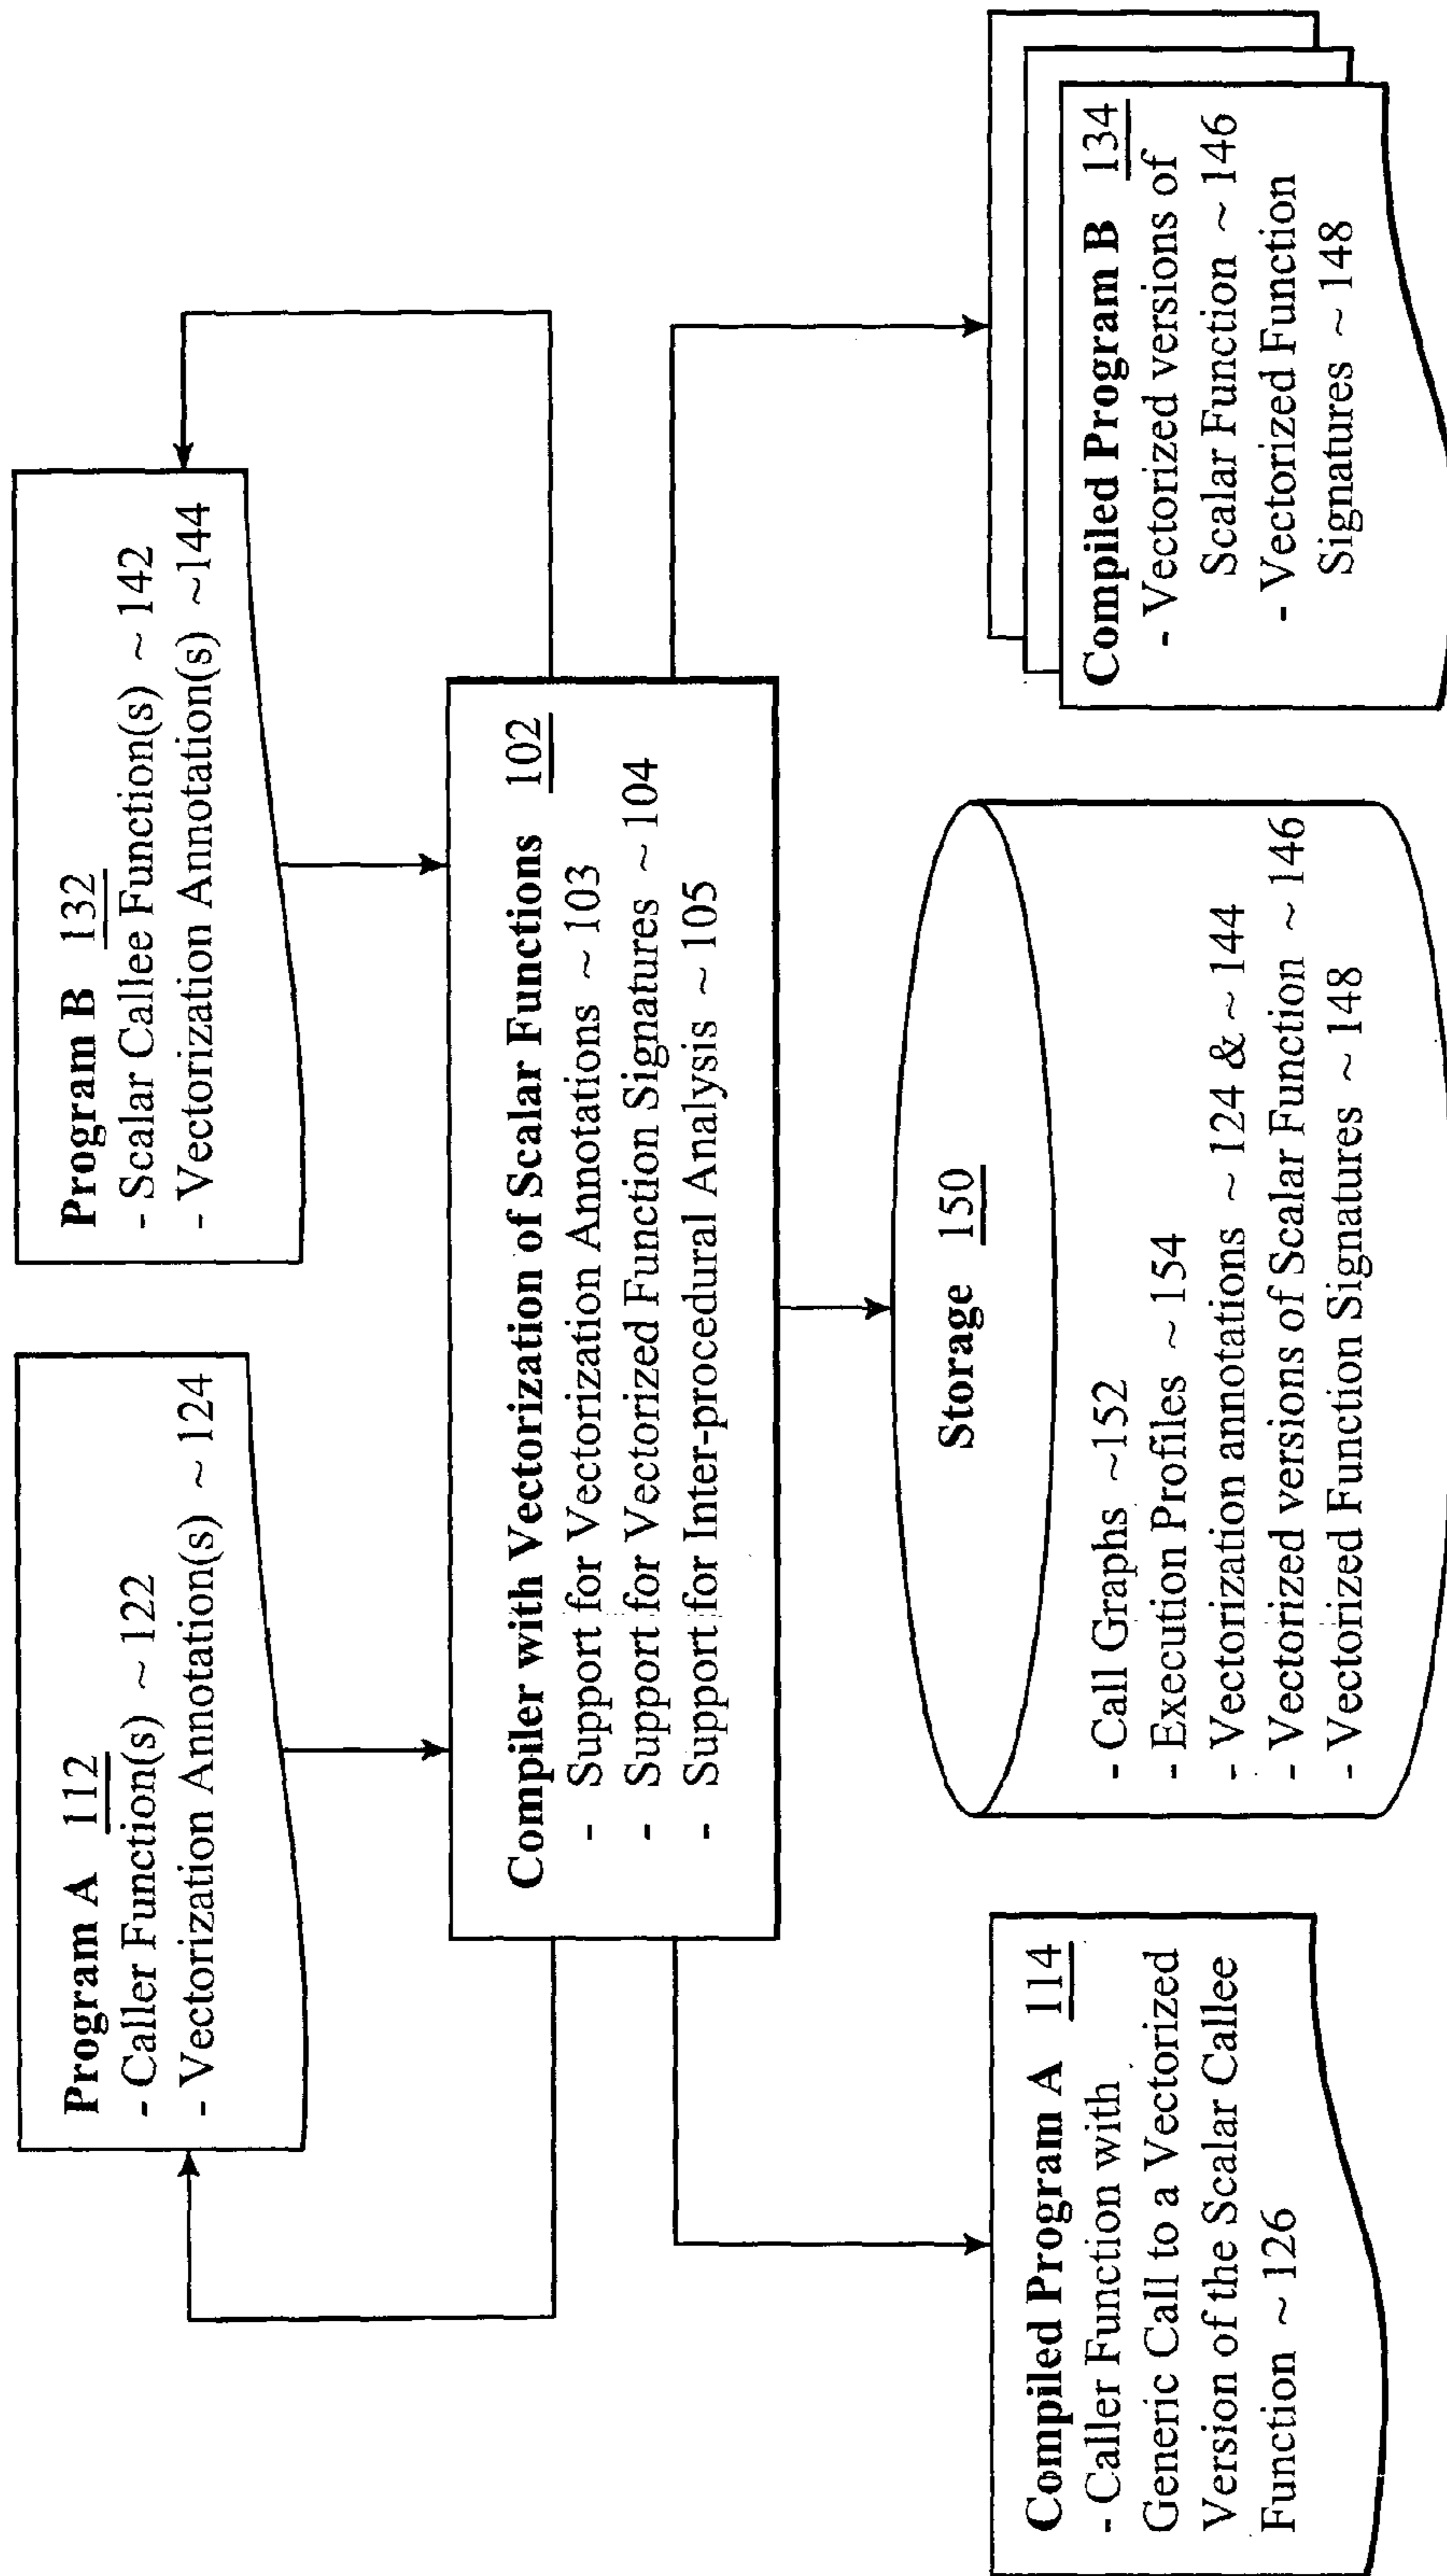 Program A 112
- Caller Function(s) ~ 122
- Vectorization Annotation(s) ~ 124
Program B 132
- Scalar Callee Function(s) ~ 142
- Vectorization Annotation(s) ~144
Compiler with Vectorization of Scalar Functions 102
- Support for Vectorization Annotations ~ 103
- Support for Vectorized Function Signatures ~ 104
- Support for Inter-procedural Analysis ~ 105
Compiled Program A 114
- Caller Function with
Generic Call to a Vectorized
Version of the Scalar Callee
Function ~ 126
Storage 150
- Call Graphs ~152
- Execution Profiles ~ 154
- Vectorization annotations ~ 124 & ~ 144
- Vectorized versions of Scalar Function ~ 146
- Vectorized Function Signatures ~ 148
Compiled Program B 134
- Vectorized versions of
Scalar Function ~ 146
- Vectorized Function
Signatures ~ 148